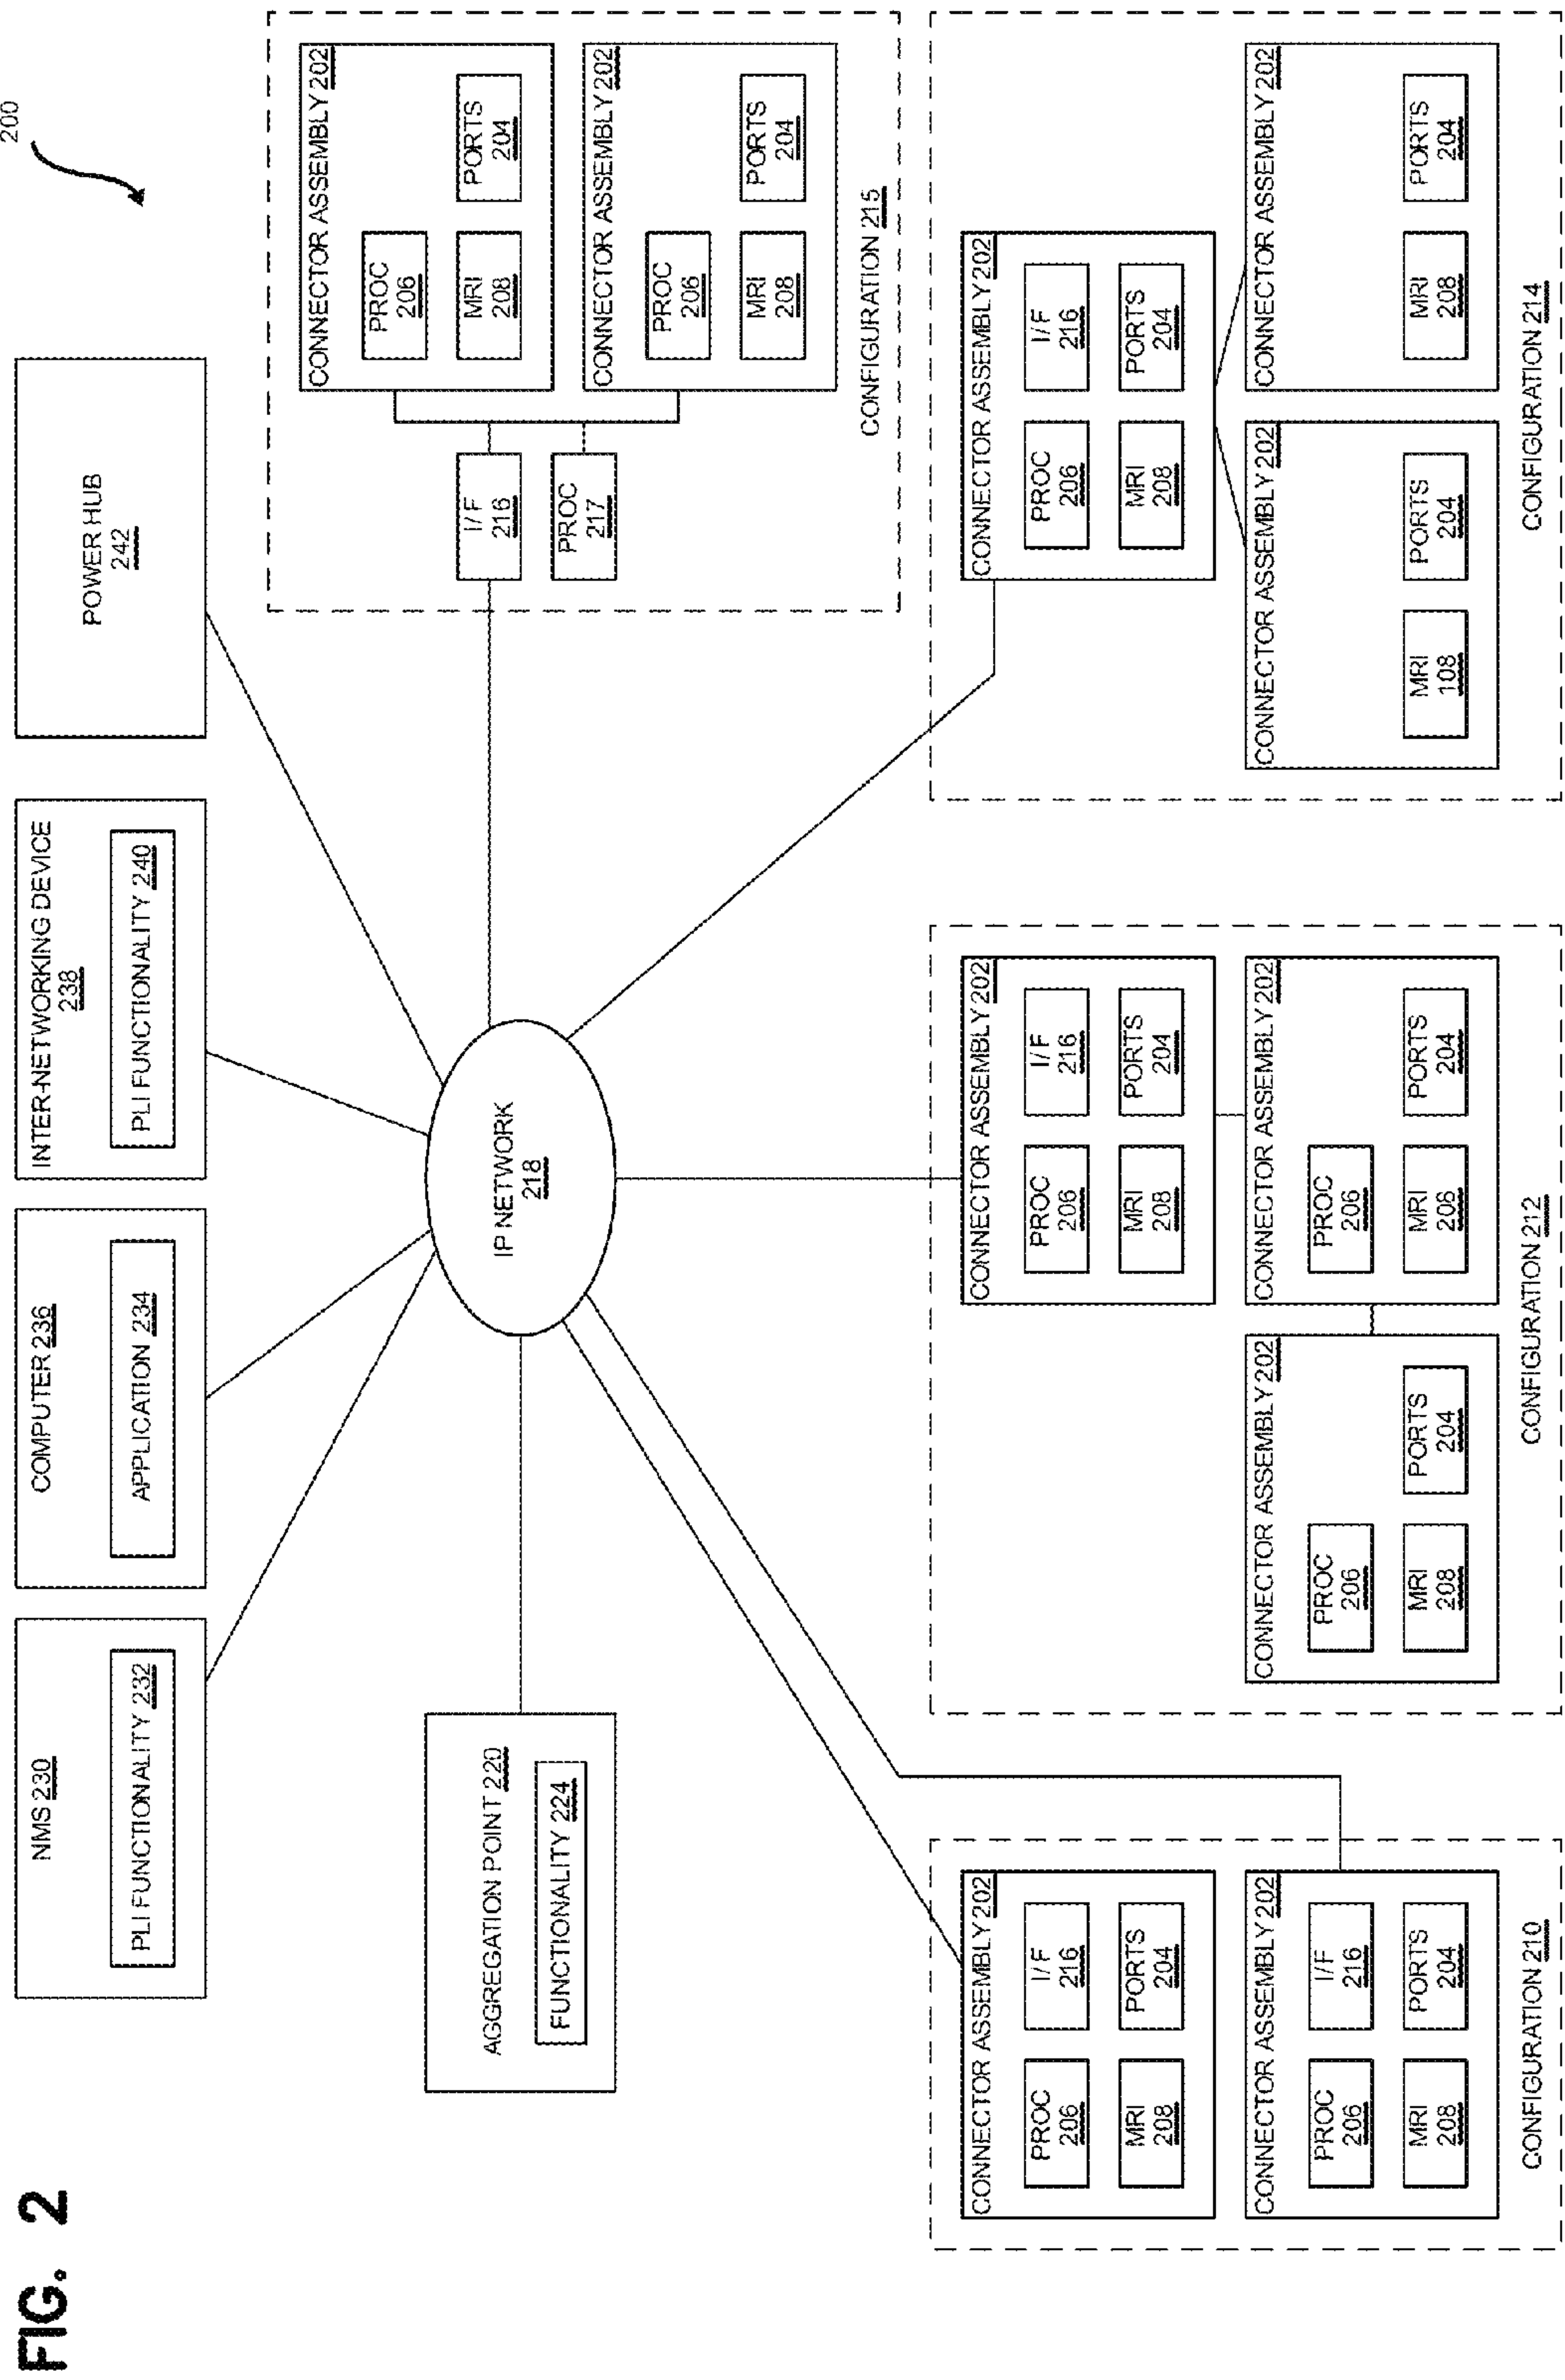 FIG. 2
200
NMS 230
PLI FUNCTIONALITY 232
COMPUTER 236
APPLICATION 234
INTER-NETWORKING DEVICE
238
PLI FUNCTIONALITY 240
POWER HUB
242
AGGREGATION POINT 220
FUNCTIONALITY 224
IP NETWORK
218
I/F
216
PROC
217
CONNECTOR ASSEMBLY 202
PROC
206
MRI
208
PORTS
204
CONNECTOR ASSEMBLY 202
PROC
206
MRI
208
PORTS
204
CONFIGURATION 215
CONNECTOR ASSEMBLY 202
PROC
206
I/F
216
MRI
208
PORTS
204
CONNECTOR ASSEMBLY 202
PROC
206
I/F
216
MRI
208
PORTS
204
CONFIGURATION 210
CONNECTOR ASSEMBLY 202
PROC
206
I/F
216
MRI
208
PORTS
204
CONNECTOR ASSEMBLY 202
PROC
206
MRI
208
PORTS
204
CONNECTOR ASSEMBLY 202
PROC
206
MRI
208
PORTS
204
CONFIGURATION 212
CONNECTOR ASSEMBLY 202
PROC
206
I/F
216
MRI
208
PORTS
204
CONNECTOR ASSEMBLY 202
MRI
108
PORTS
204
CONNECTOR ASSEMBLY 202
MRI
208
PORTS
204
CONFIGURATION 214